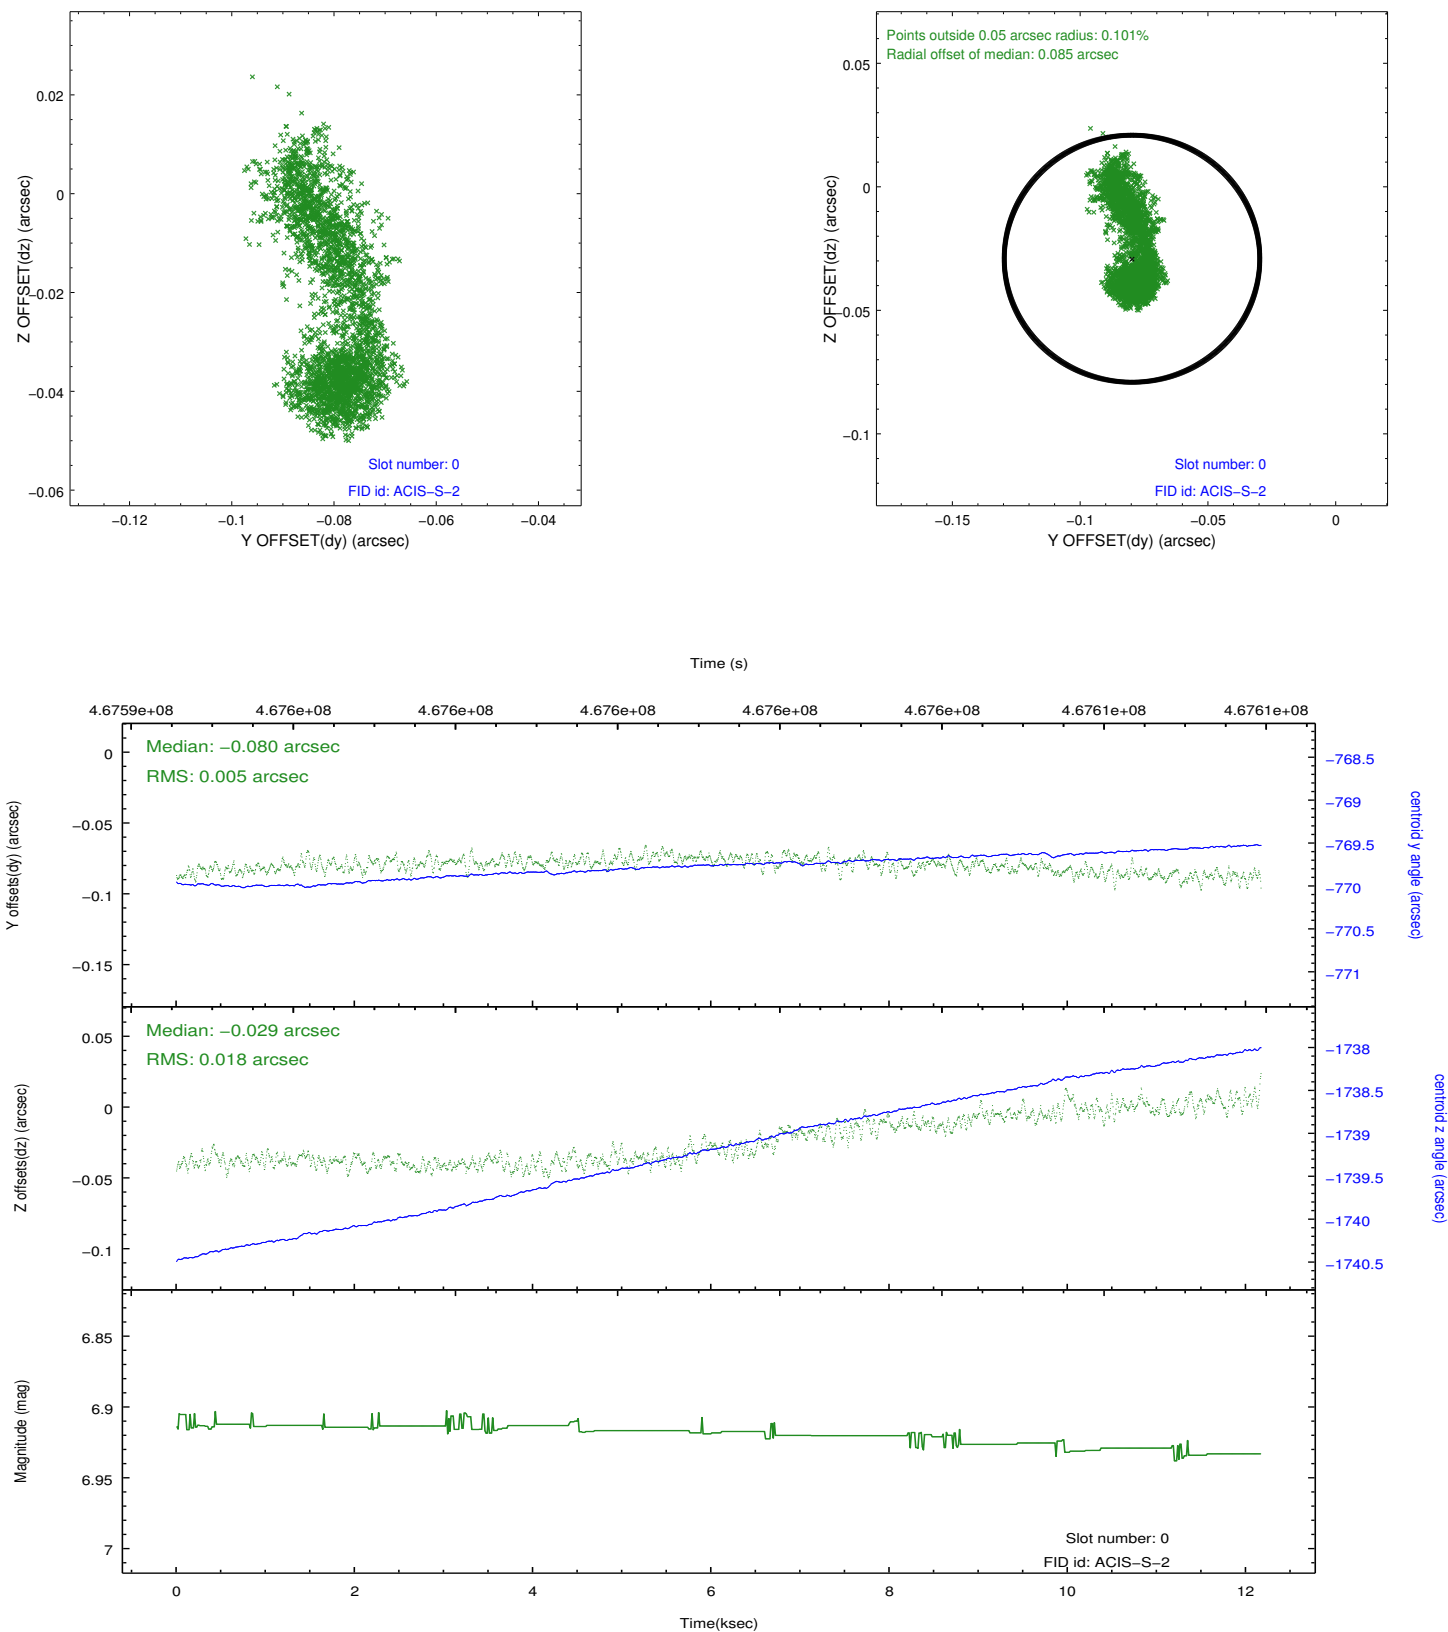 0.02
0
−0.02
−0.04
−0.06
Z OFFSET(dz) (arcsec)
Slot number: 0
FID id: ACIS−S−2
−0.12
−0.1
−0.08
−0.06
−0.04
Y OFFSET(dy) (arcsec)
Points outside 0.05 arcsec radius: 0.101%
Radial offset of median: 0.085 arcsec
0.05
0
−0.05
−0.1
Z OFFSET(dz) (arcsec)
Slot number: 0
FID id: ACIS−S−2
−0.15
−0.1
−0.05
0
Y OFFSET(dy) (arcsec)
Time (s)
4.6759e+08
4.676e+08
4.676e+08
4.676e+08
4.676e+08
4.676e+08
4.6761e+08
4.6761e+08
Median: −0.080 arcsec
RMS: 0.005 arcsec
0
−0.05
−0.1
−0.15
Y offsets(dy) (arcsec)
−768.5
−769
−769.5
−770
−770.5
−771
centroid y angle (arcsec)
Median: −0.029 arcsec
RMS: 0.018 arcsec
0.05
0
−0.05
−0.1
Z offsets(dz) (arcsec)
−1738
−1738.5
−1739
−1739.5
−1740
−1740.5
centroid z angle (arcsec)
6.85
6.9
6.95
7
Magnitude (mag)
Slot number: 0
FID id: ACIS−S−2
0
2
4
6
8
10
12
Time(ksec)